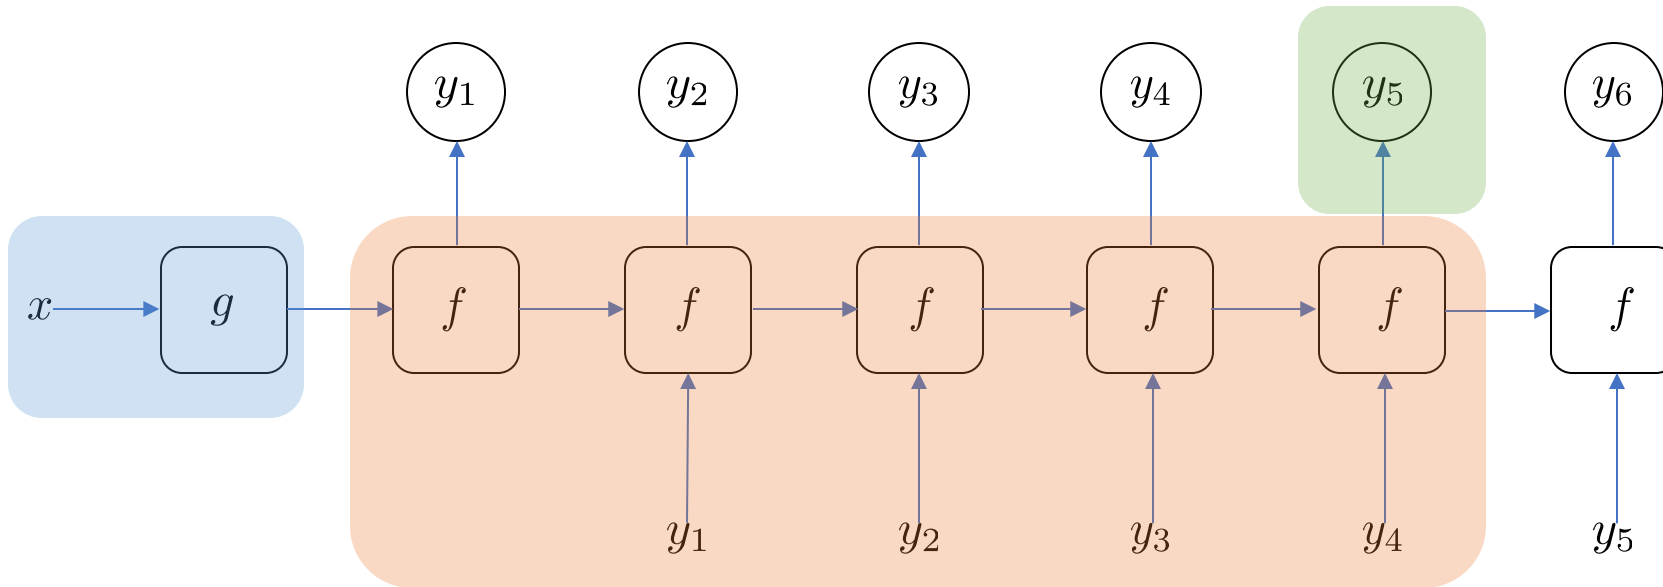 y₁ y₂ y₃ y₄ y₅ y₆
x g f f f f f f
y₁ y₂ y₃ y₄ y₅